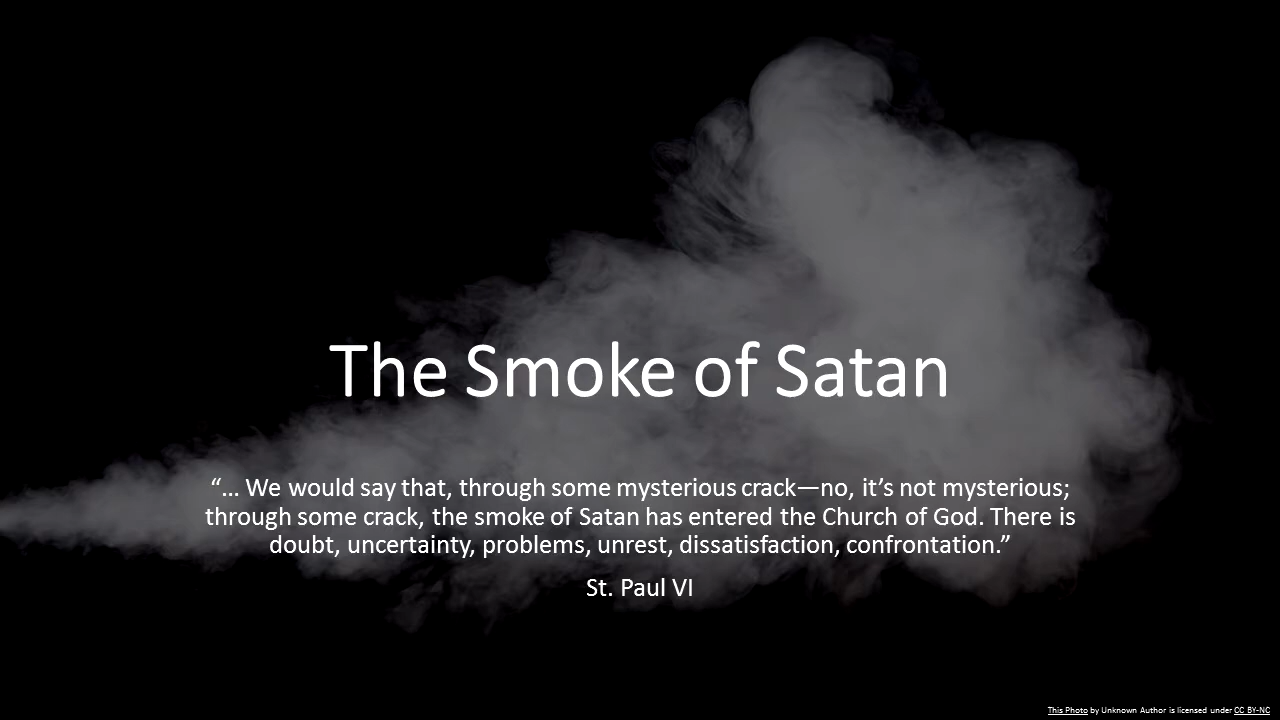 The Smoke of Satan
“… We would say that, through some mysterious crack—no, it’s not mysterious;
through some crack, the smoke of Satan has entered the Church of God. There is
doubt, uncertainty, problems, unrest, dissatisfaction, confrontation.”
St. Paul VI
This Photo by Unknown Author is licensed under CC BY-NC